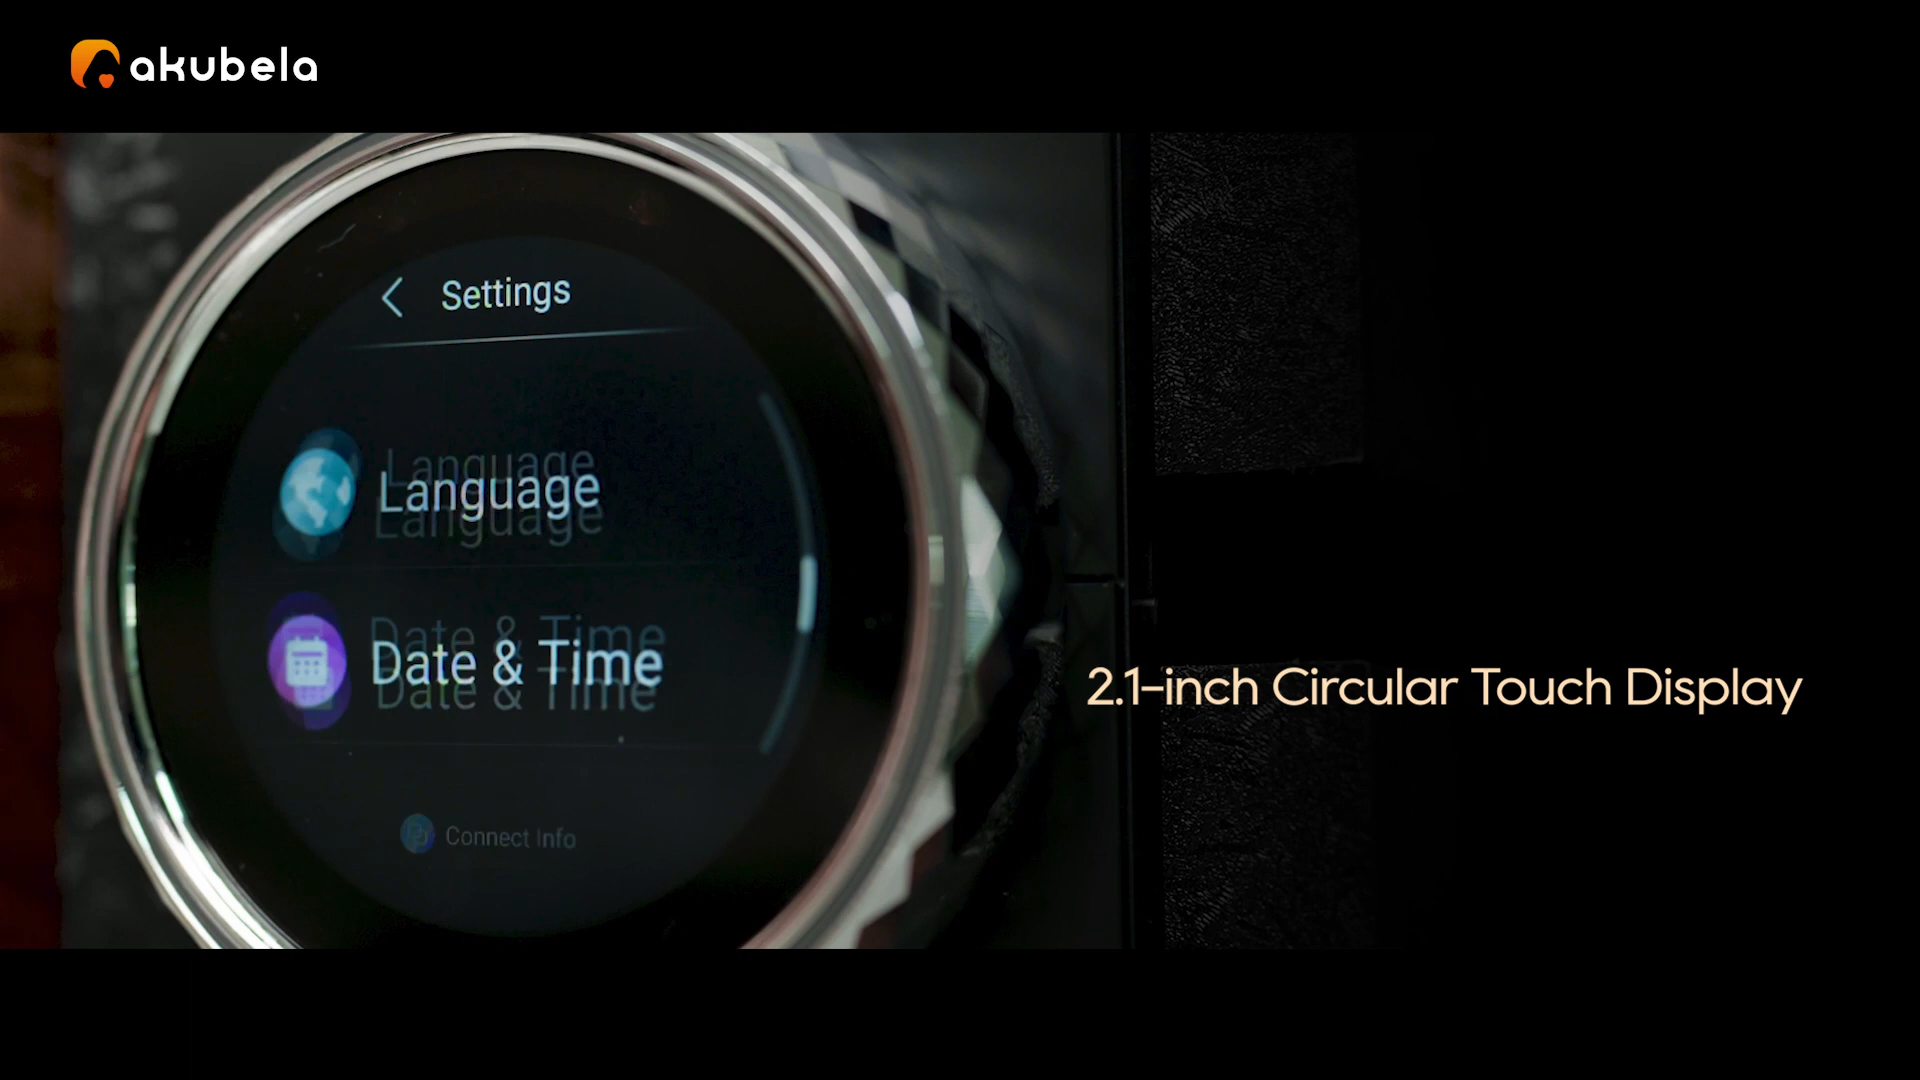 akubela
Settings
Language
Date & Time
Connect Info
2.1-inch Circular Touch Display